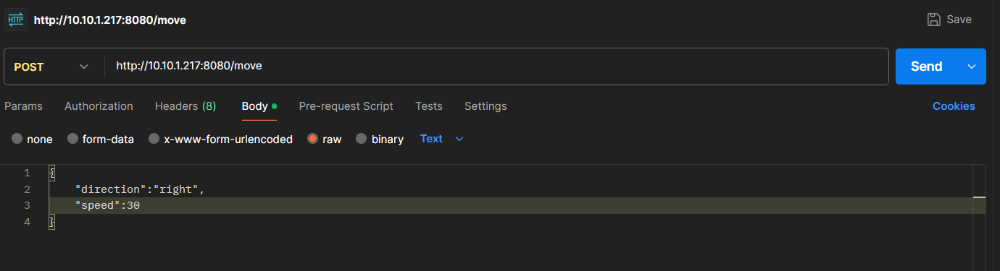 HTTP http://10.10.1.217:8080/move Save
POST http://10.10.1.217:8080/move Send
Params Authorization Headers (8) Body Pre-request Script Tests Settings Cookies
none form-data x-www-form-urlencoded raw binary Text
1 {
2 "direction":"right",
3 "speed":30
4 }